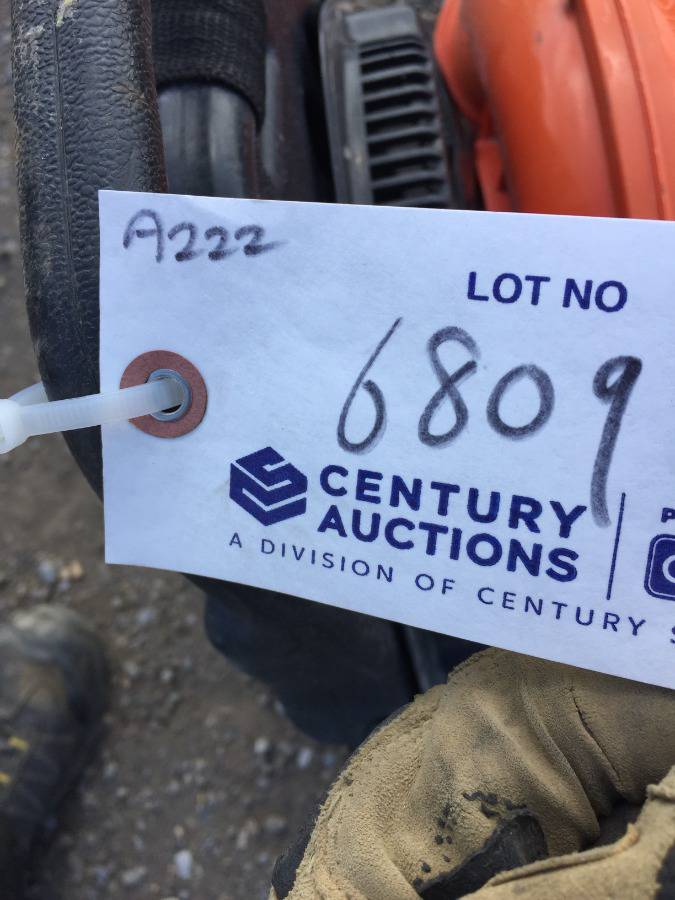 A222
LOT NO
6809
CENTURY
AUCTIONS
A DIVISION OF CENTURY